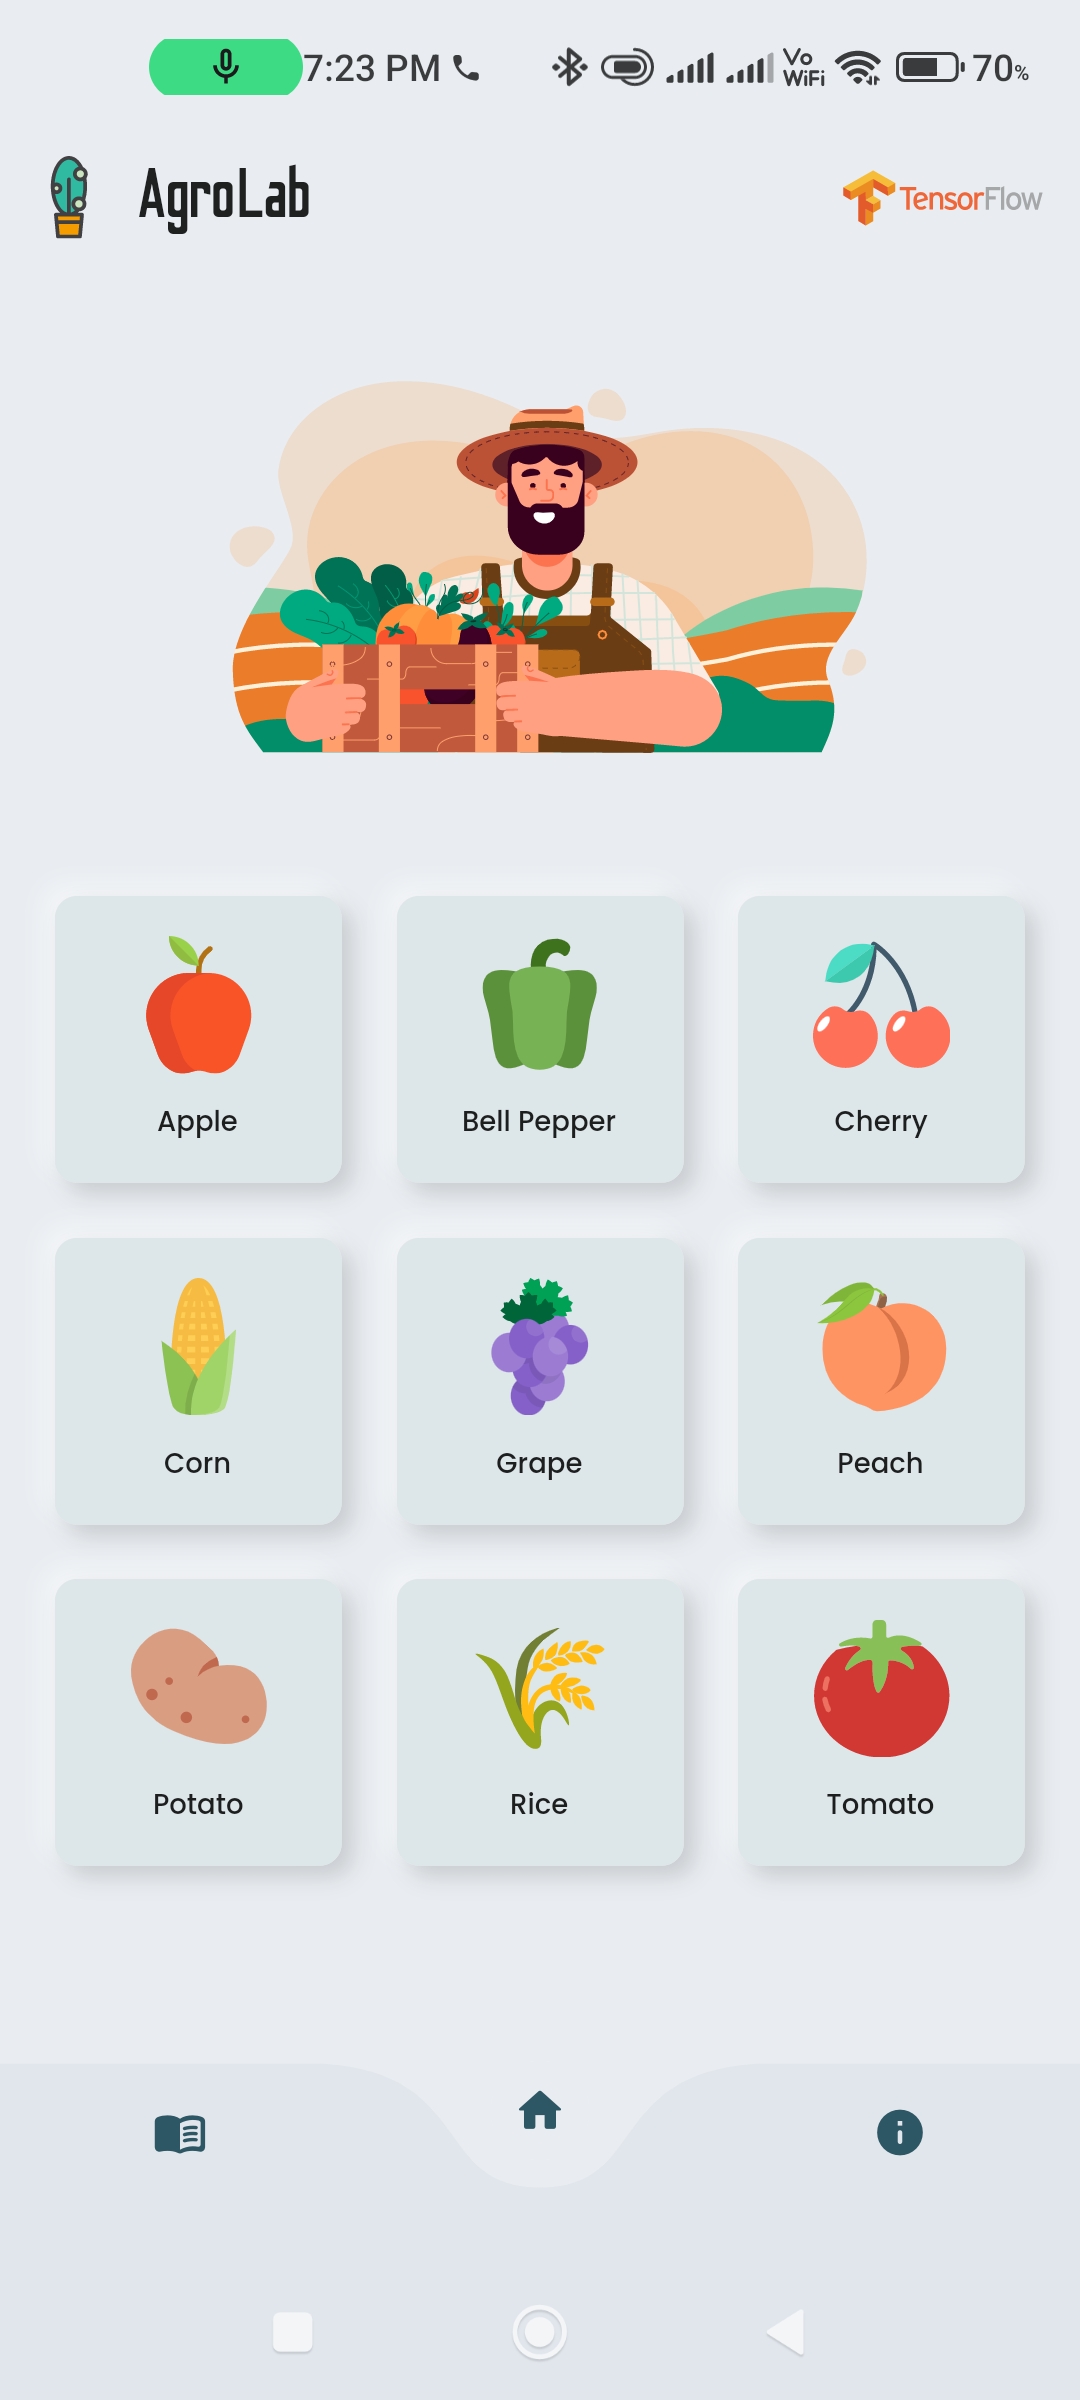 7:23 PM
Vo
WiFi
70%
AgroLab
TensorFlow
Apple
Bell Pepper
Cherry
Corn
Grape
Peach
Potato
Rice
Tomato